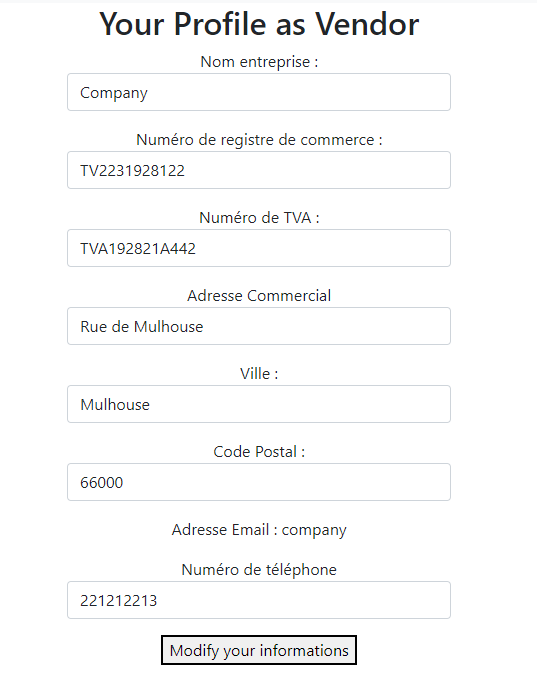 Your Profile as Vendor
Nom entreprise :
Company
Numéro de registre de commerce :
TV2231928122
Numéro de TVA :
TVA192821A442
Adresse Commercial
Rue de Mulhouse
Ville :
Mulhouse
Code Postal :
66000
Adresse Email : company
Numéro de téléphone
221212213
Modify your informations